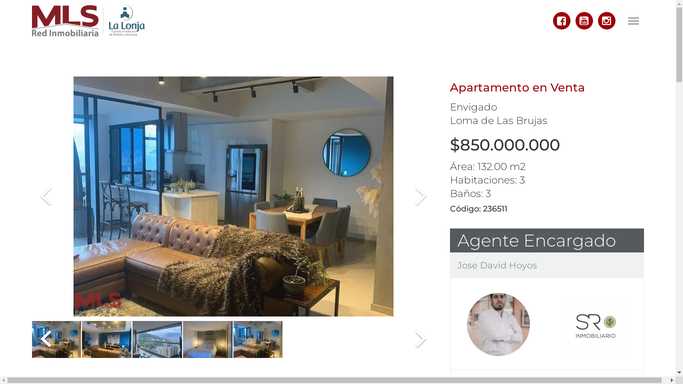 MLS
Red Inmobiliaria
La Lonja
Apartamento en Venta
Envigado
Loma de Las Brujas
$850.000.000
Área: 132.00 m2
Habitaciones: 3
Baños: 3
Código: 236511
Agente Encargado
Jose David Hoyos
MLS
SR
INMOBILIARIO